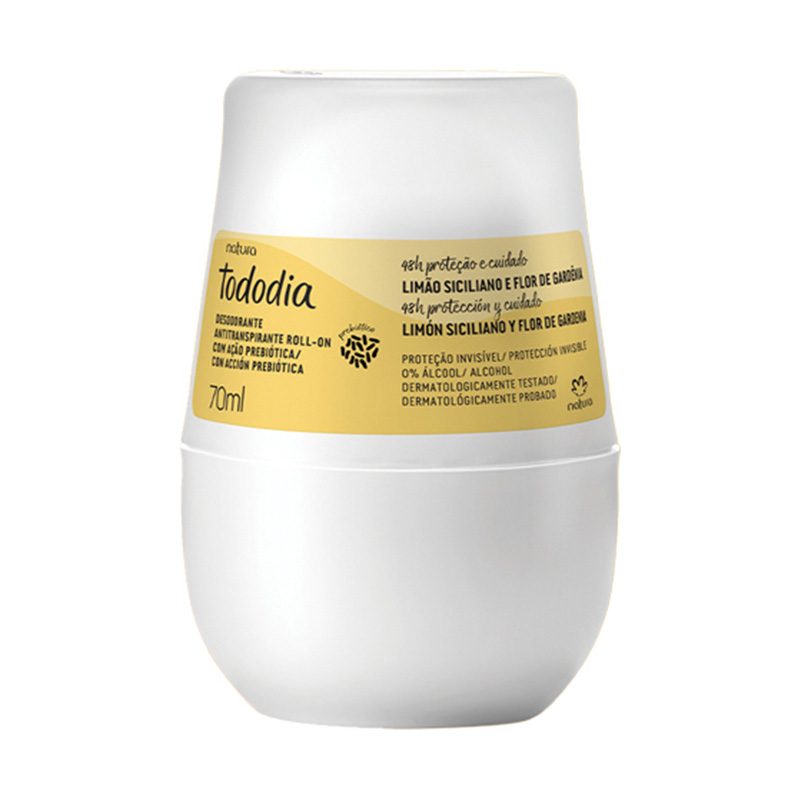 natura
tododia
DESODORANTE
ANTITRANSPIRANTE ROLL-ON
CON AÇÃO PREBIÓTICA/
CON ACCIÓN PREBIÓTICA
70ml
prebiótico
48h proteção e cuidado
LIMÃO SICILIANO E FLOR DE GARDÊNIA
48h protección y cuidado
LIMÓN SICILIANO Y FLOR DE GARDENIA
PROTEÇÃO INVISÍVEL/ PROTECCIÓN INVISIBLE
0% ÁLCOOL/ ALCOHOL
DERMATOLOGICAMENTE TESTADO/
DERMATOLÓGICAMENTE PROBADO
natura